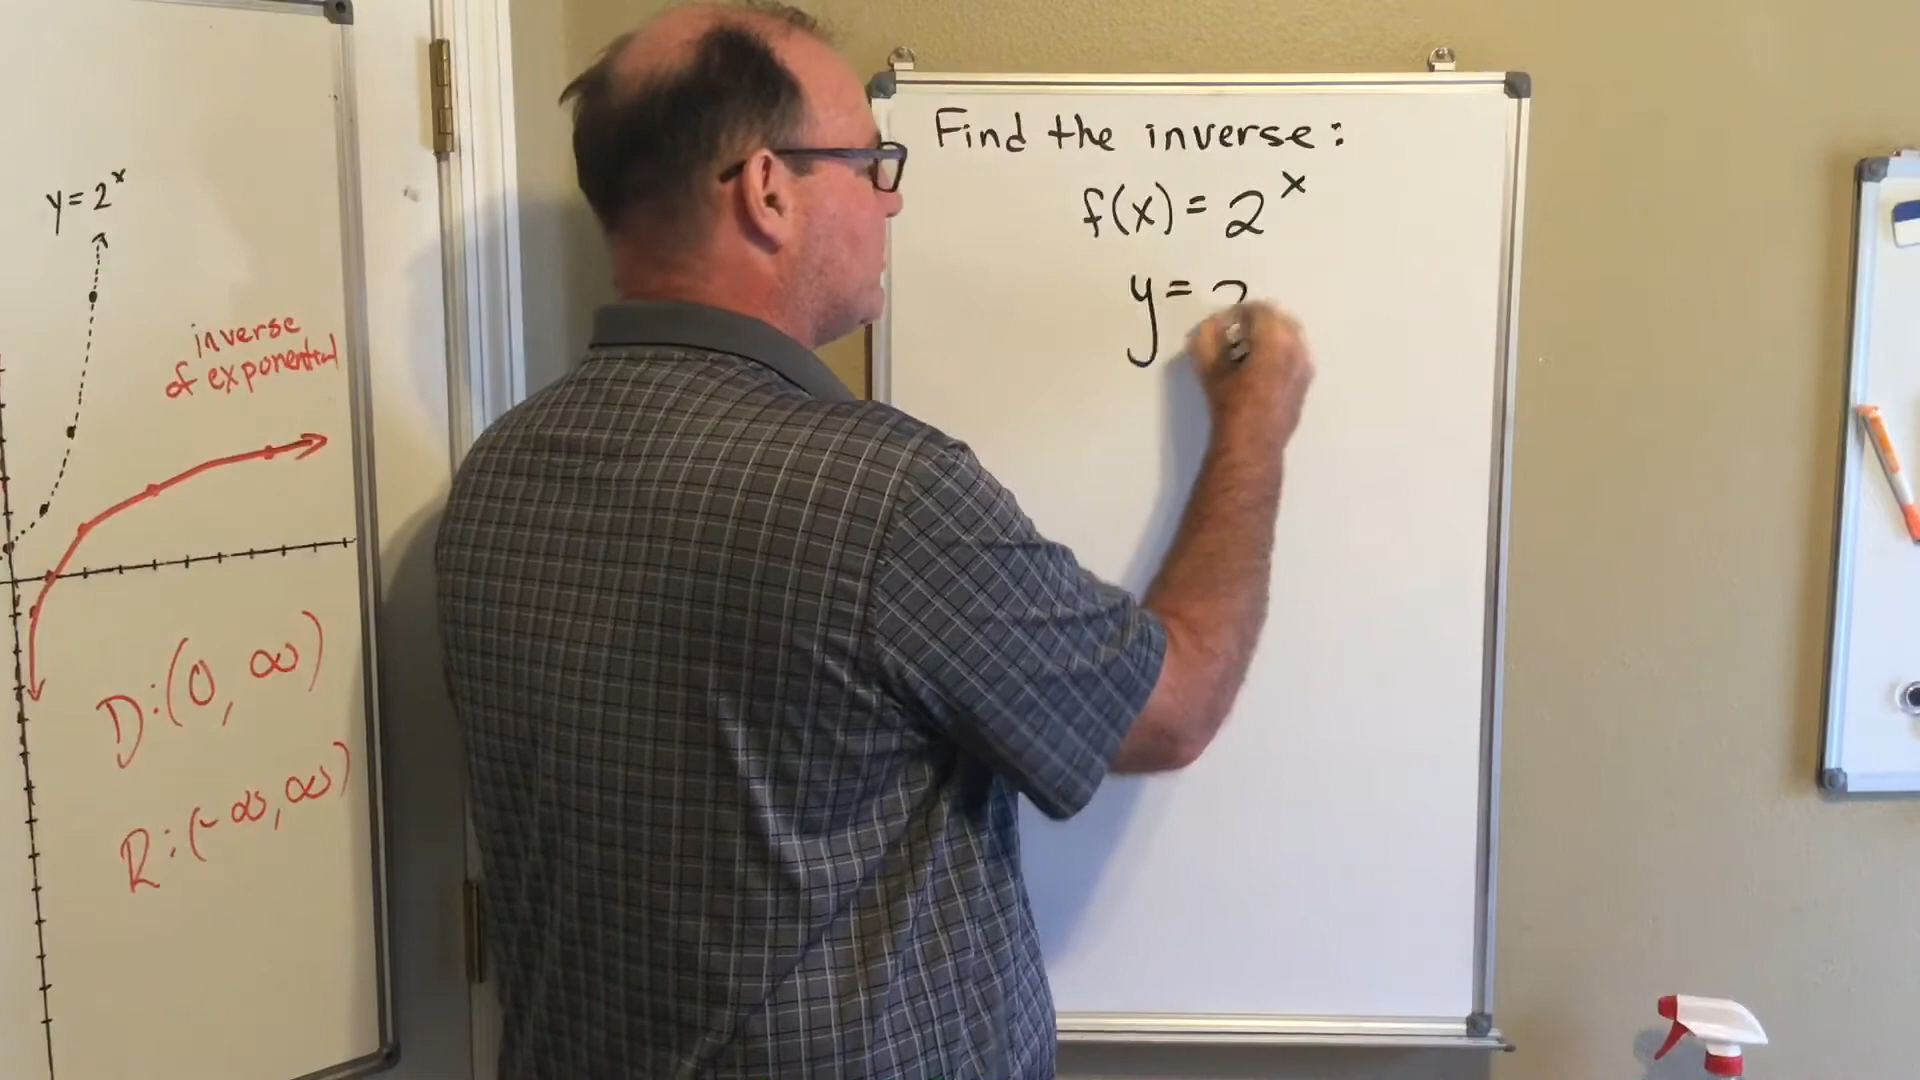 y = 2^x
inverse
of exponential
D:(0, ∞)
R:(-∞,∞)
Find the inverse:
f(x) = 2^x
y = 2